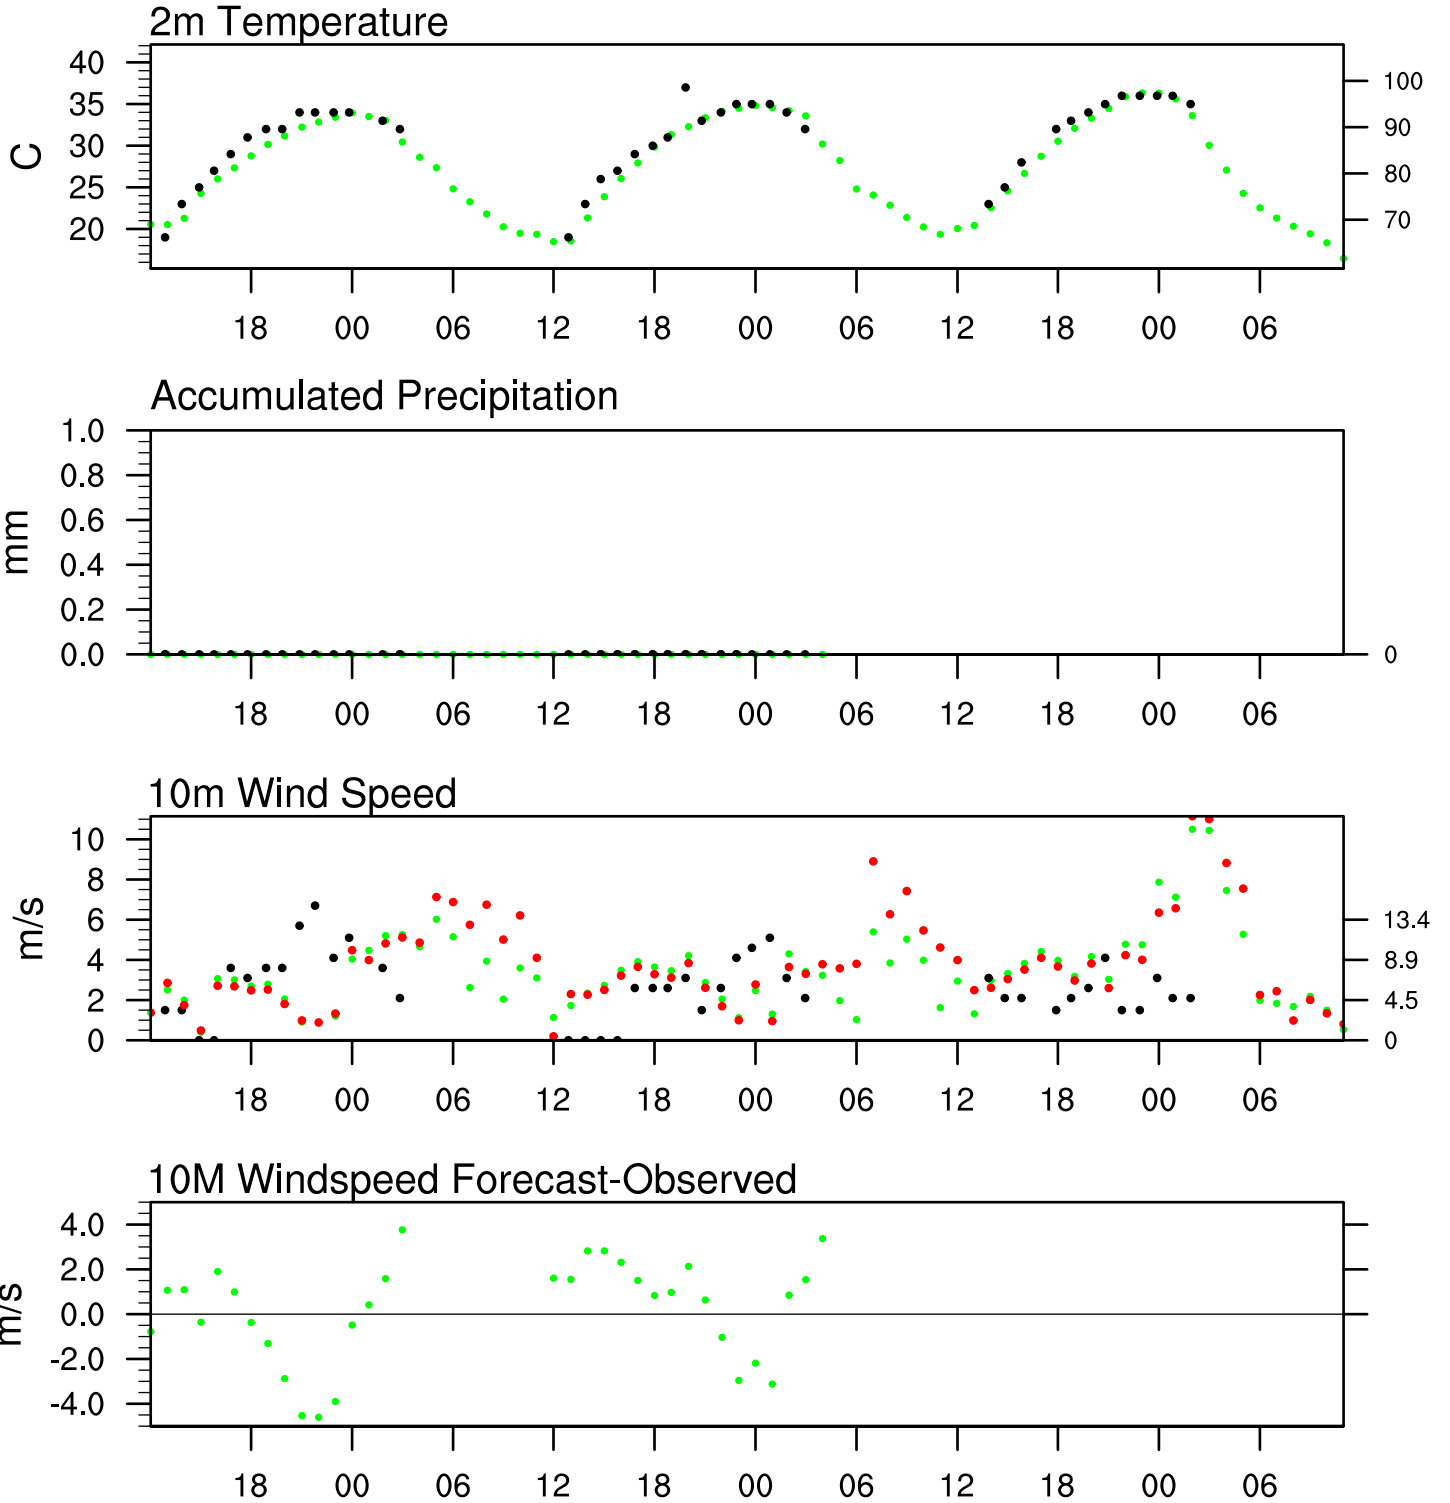 2m Temperature
40
35
30
25
20
C
100
90
80
70
18 00 06 12 18 00 06 12 18 00 06
Accumulated Precipitation
1.0
0.8
0.6
0.4
0.2
0.0
mm
0
18 00 06 12 18 00 06 12 18 00 06
10m Wind Speed
10
8
6
4
2
0
m/s
13.4
8.9
4.5
0
18 00 06 12 18 00 06 12 18 00 06
10M Windspeed Forecast-Observed
4.0
2.0
0.0
-2.0
-4.0
m/s
18 00 06 12 18 00 06 12 18 00 06